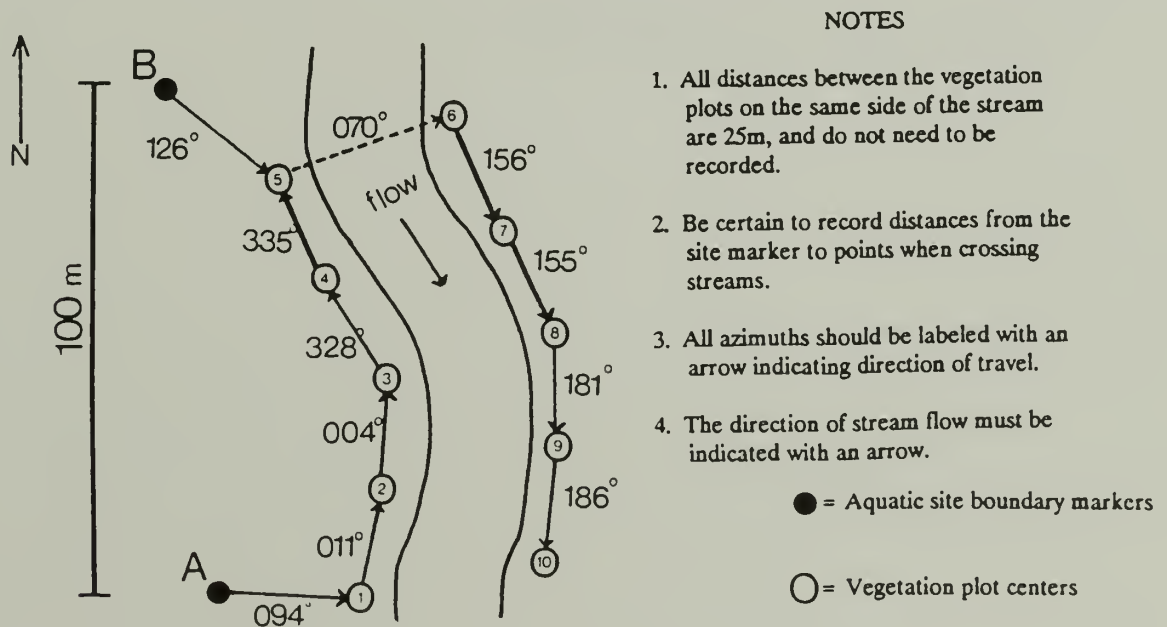 NOTES
1. All distances between the vegetation
plots on the same side of the stream
are 25m, and do not need to be
recorded.
2. Be certain to record distances from the
site marker to points when crossing
streams.
3. All azimuths should be labeled with an
arrow indicating direction of travel.
4. The direction of stream flow must be
indicated with an arrow.
● = Aquatic site boundary markers
○ = Vegetation plot centers
N
100 m
B
126°
5
070°
6
156°
flow
335°
4
7
155°
328°
8
3
181°
004°
9
2
186°
011°
10
A
094°
1